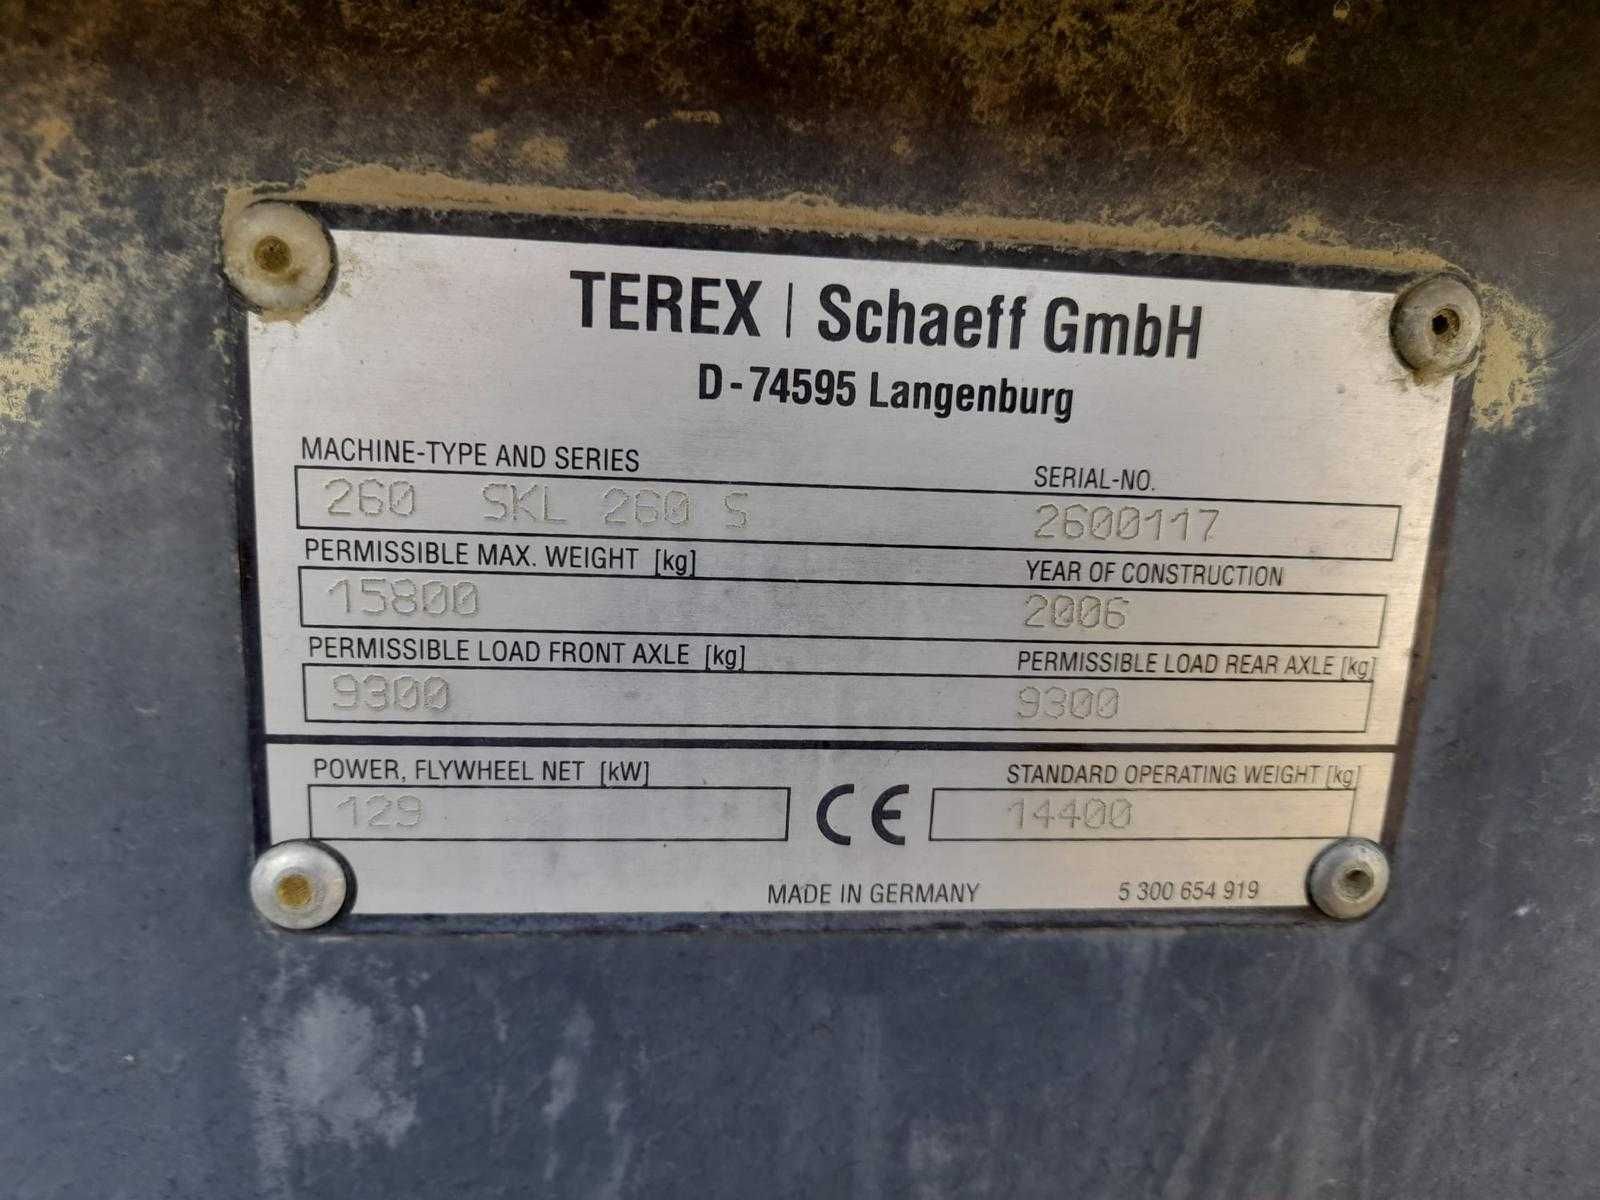 TEREX | Schaeff GmbH
D-74595 Langenburg
MACHINE-TYPE AND SERIES SERIAL-NO.
260 SKL 260 S 2600117
PERMISSIBLE MAX. WEIGHT [kg] YEAR OF CONSTRUCTION
15800 2006
PERMISSIBLE LOAD FRONT AXLE [kg] PERMISSIBLE LOAD REAR AXLE [kg]
9300 9300
POWER, FLYWHEEL NET [kW] STANDARD OPERATING WEIGHT [kg]
129 CE 14400
MADE IN GERMANY 5 300 654 919